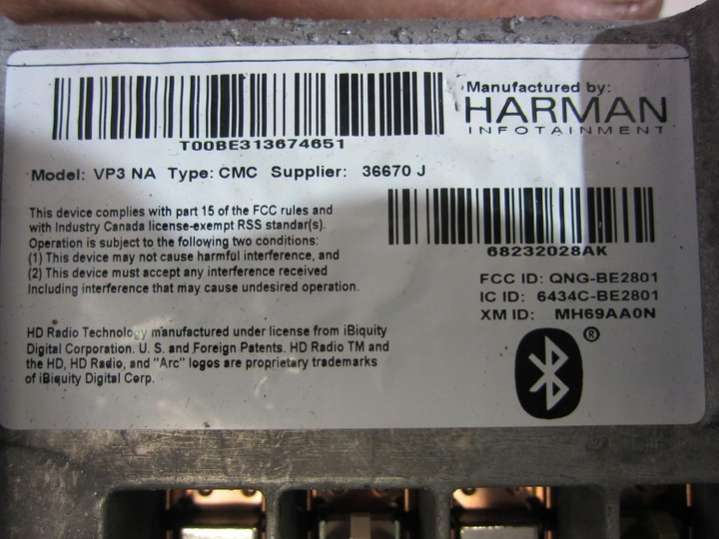 Manufactured by:
HARMAN
INFOTAINMENT
T00BE313674651
Model: VP3 NA Type: CMC Supplier: 36670 J
This device complies with part 15 of the FCC rules and
with Industry Canada license-exempt RSS standar(s).
Operation is subject to the following two conditions:
(1) This device may not cause harmful interference, and
(2) This device must accept any interference received
Including interference that may cause undesired operation.
68232028AK
FCC ID: QNG-BE2801
IC ID: 6434C-BE2801
XM ID: MH69AA0N
HD Radio Technology manufactured under license from iBiquity
Digital Corporation. U. S. and Foreign Patents. HD Radio TM and
the HD, HD Radio, and "Arc" logos are proprietary trademarks
of iBiquity Digital Corp.
®